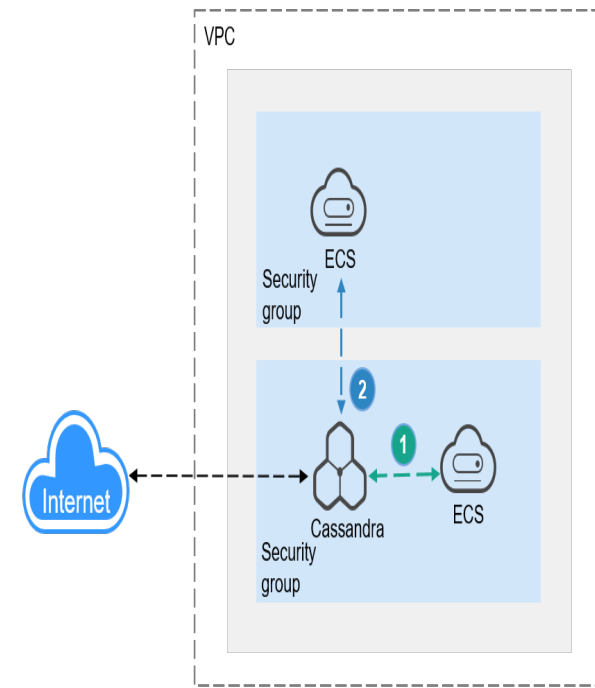 VPC
ECS
Security
group
2
1
Internet
ECS
Cassandra
Security
group